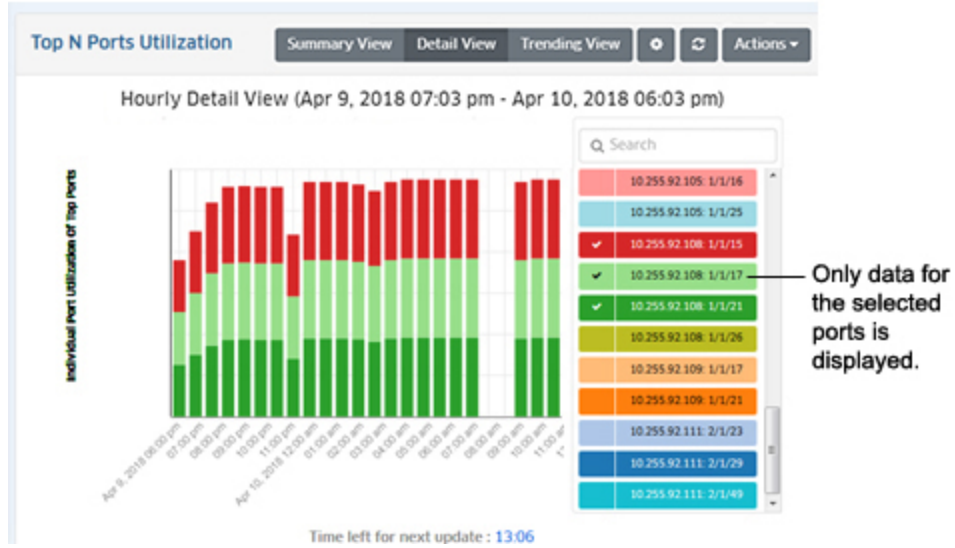 Top N Ports Utilization
Summary View
Detail View
Trending View
Actions
Hourly Detail View (Apr 9, 2018 07:03 pm - Apr 10, 2018 06:03 pm)
Individual Port Utilization of Top Ports
Search
10.255.92.105: 1/1/16
10.255.92.105: 1/1/25
10.255.92.108: 1/1/15
10.255.92.108: 1/1/17
10.255.92.108: 1/1/21
10.255.92.108: 1/1/26
10.255.92.109: 1/1/17
10.255.92.109: 1/1/21
10.255.92.111: 2/1/23
10.255.92.111: 2/1/29
10.255.92.111: 2/1/49
Only data for
the selected
ports is
displayed.
Apr 9, 2018 06:00 pm
07:00 pm
08:00 pm
09:00 pm
10:00 pm
11:00 pm
Apr 10, 2018 12:00 am
01:00 am
02:00 am
03:00 am
04:00 am
05:00 am
06:00 am
07:00 am
08:00 am
09:00 am
10:00 am
11:00 am
Time left for next update : 13:06